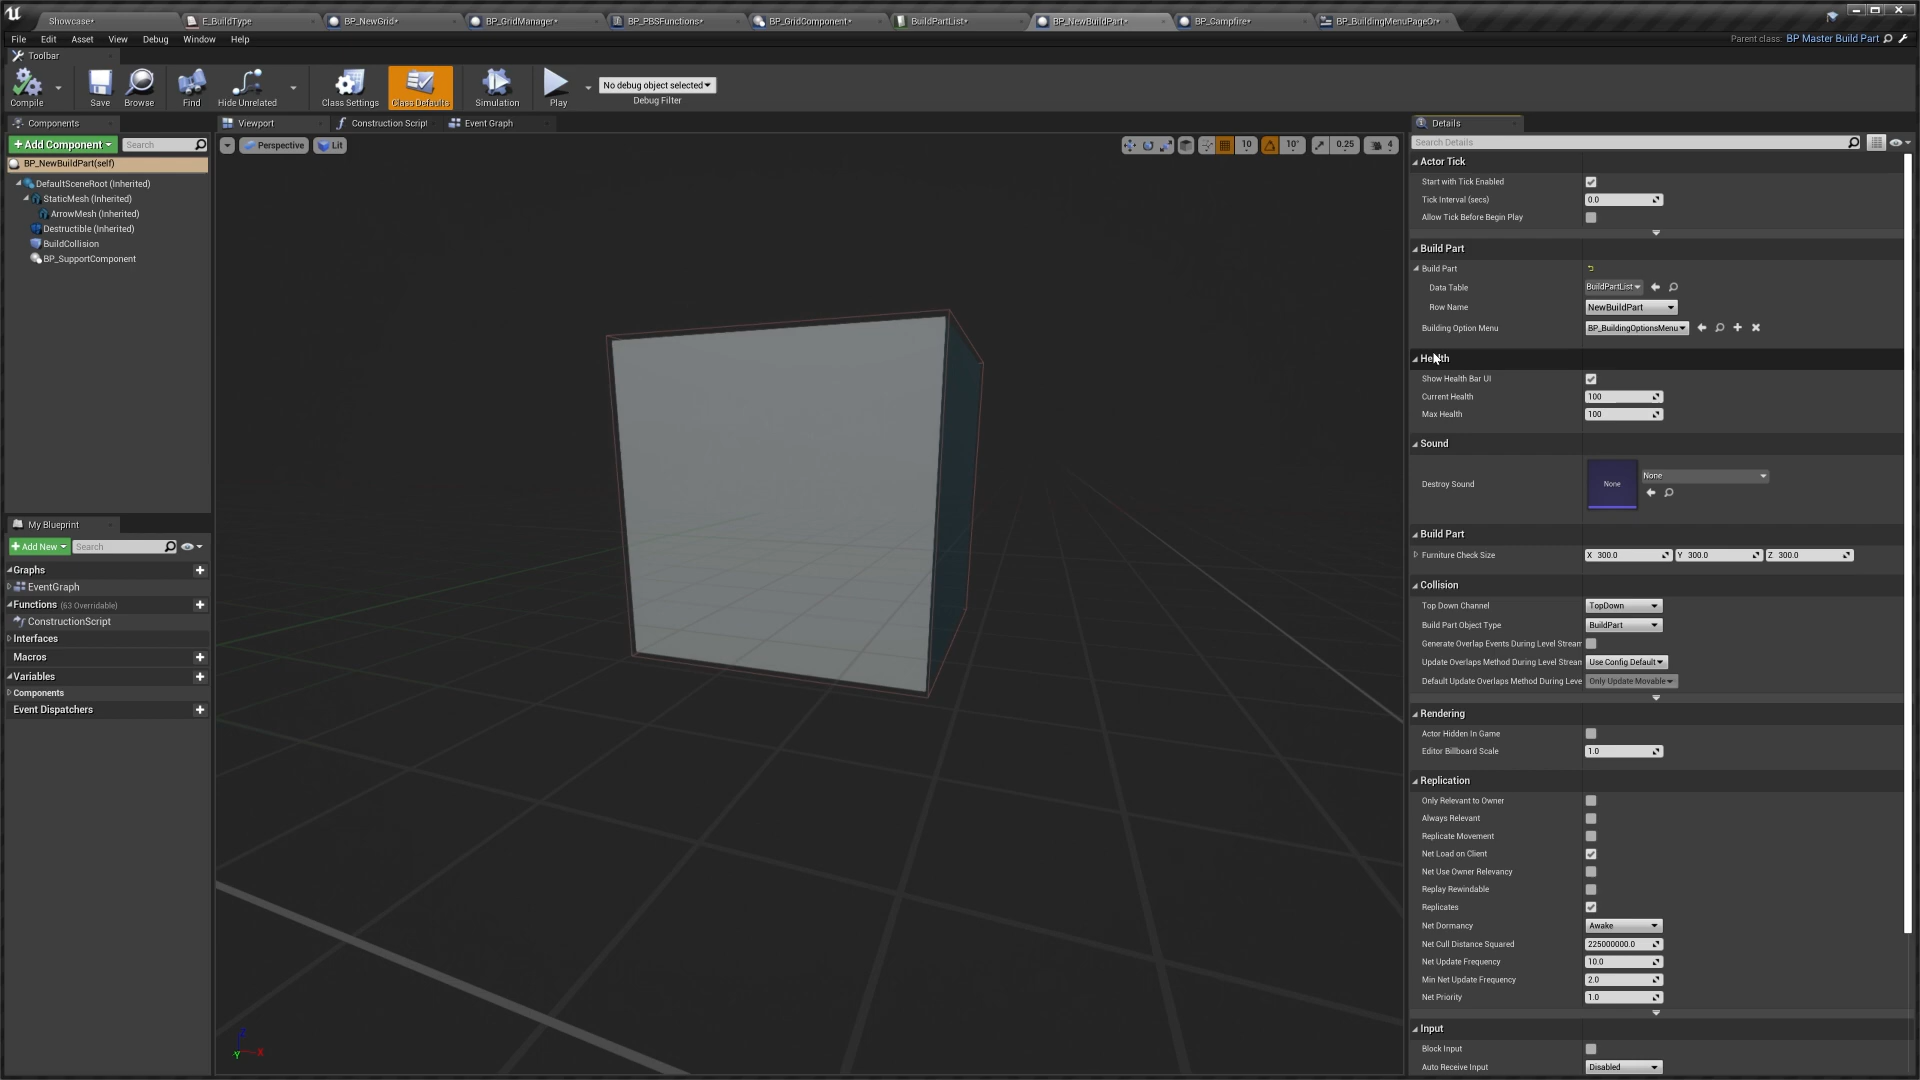 Showcase*
E_BuildType
BP_NewGrid*
BP_GridManager*
BP_PBSFunctions*
BP_GridComponent*
BuildPartList*
BP_NewBuildPart*
BP_Campfire*
BP_BuildingMenuPageOr*
File Edit Asset View Debug Window Help
Parent class: BP Master Build Part
Toolbar
Compile
Save
Browse
Find
Hide Unrelated
Class Settings
Class Defaults
Simulation
Play
No debug object selected
Debug Filter
Components
Add Component
Search
BP_NewBuildPart(self)
DefaultSceneRoot (Inherited)
StaticMesh (Inherited)
ArrowMesh (Inherited)
Destructible (Inherited)
BuildCollision
BP_SupportComponent
My Blueprint
Add New
Search
Graphs
EventGraph
Functions (63 Overridable)
ConstructionScript
Interfaces
Macros
Variables
Components
Event Dispatchers
Viewport
Construction Script
Event Graph
Perspective
Lit
10
10°
0.25
4
Z
Y
X
Details
Search Details
Actor Tick
Start with Tick Enabled
Tick Interval (secs) 0.0
Allow Tick Before Begin Play
Build Part
Build Part
Data Table BuildPartList
Row Name NewBuildPart
Building Option Menu BP_BuildingOptionsMenu
Health
Show Health Bar UI
Current Health 100
Max Health 100
Sound
Destroy Sound None None
Build Part
Furniture Check Size X 300.0 Y 300.0 Z 300.0
Collision
Top Down Channel TopDown
Build Part Object Type BuildPart
Generate Overlap Events During Level Stream
Update Overlaps Method During Level Stream Use Config Default
Default Update Overlaps Method During Leve Only Update Movable
Rendering
Actor Hidden In Game
Editor Billboard Scale 1.0
Replication
Only Relevant to Owner
Always Relevant
Replicate Movement
Net Load on Client
Net Use Owner Relevancy
Replay Rewindable
Replicates
Net Dormancy Awake
Net Cull Distance Squared 225000000.0
Net Update Frequency 10.0
Min Net Update Frequency 2.0
Net Priority 1.0
Input
Block Input
Auto Receive Input Disabled